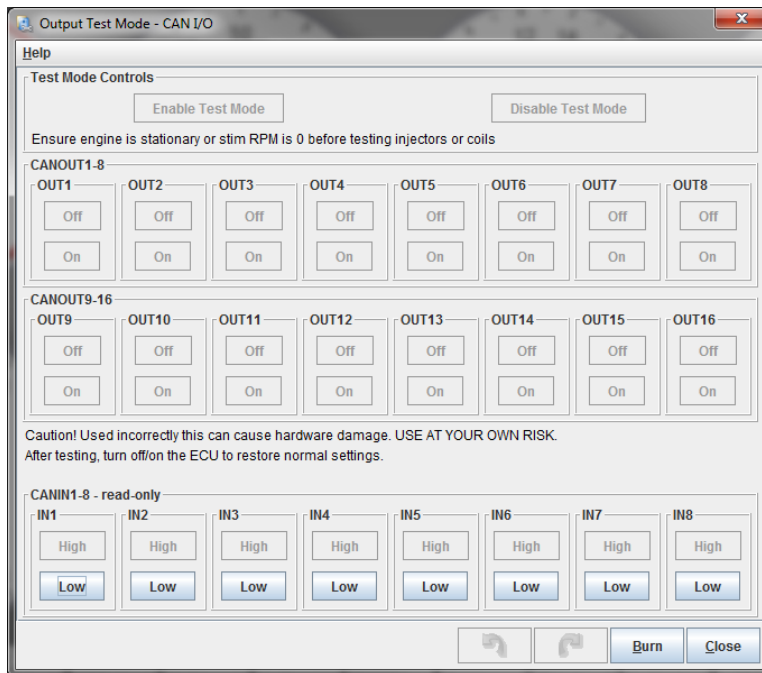 Output Test Mode - CAN I/O
Help
Test Mode Controls
Enable Test Mode Disable Test Mode
Ensure engine is stationary or stim RPM is 0 before testing injectors or coils
CANOUT1-8
OUT1 OUT2 OUT3 OUT4 OUT5 OUT6 OUT7 OUT8
Off Off Off Off Off Off Off Off
On On On On On On On On
CANOUT9-16
OUT9 OUT10 OUT11 OUT12 OUT13 OUT14 OUT15 OUT16
Off Off Off Off Off Off Off Off
On On On On On On On On
Caution! Used incorrectly this can cause hardware damage. USE AT YOUR OWN RISK.
After testing, turn off/on the ECU to restore normal settings.
CANIN1-8 - read-only
IN1 IN2 IN3 IN4 IN5 IN6 IN7 IN8
High High High High High High High High
Low Low Low Low Low Low Low Low
Burn Close